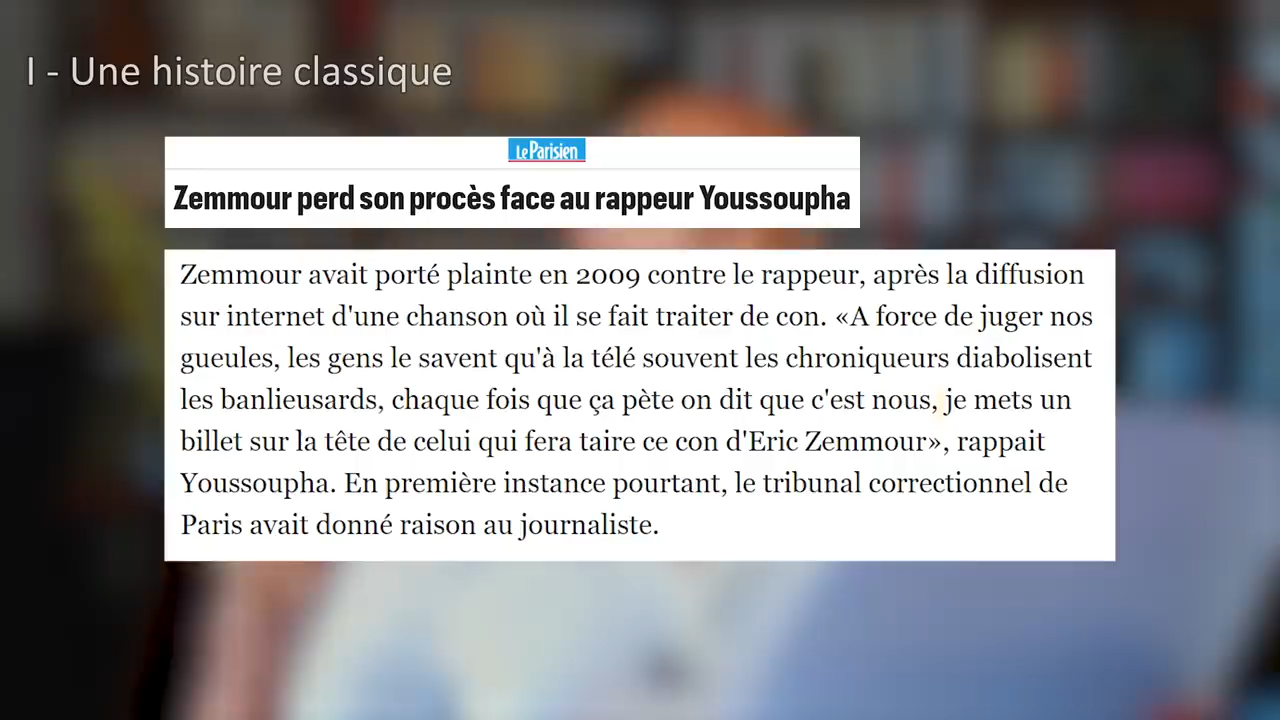 I - Une histoire classique
Le Parisien
Zemmour perd son procès face au rappeur Youssoupha
Zemmour avait porté plainte en 2009 contre le rappeur, après la diffusion
sur internet d'une chanson où il se fait traiter de con. «A force de juger nos
gueules, les gens le savent qu'à la télé souvent les chroniqueurs diabolisent
les banlieusards, chaque fois que ça pète on dit que c'est nous, je mets un
billet sur la tête de celui qui fera taire ce con d'Eric Zemmour», rappait
Youssoupha. En première instance pourtant, le tribunal correctionnel de
Paris avait donné raison au journaliste.